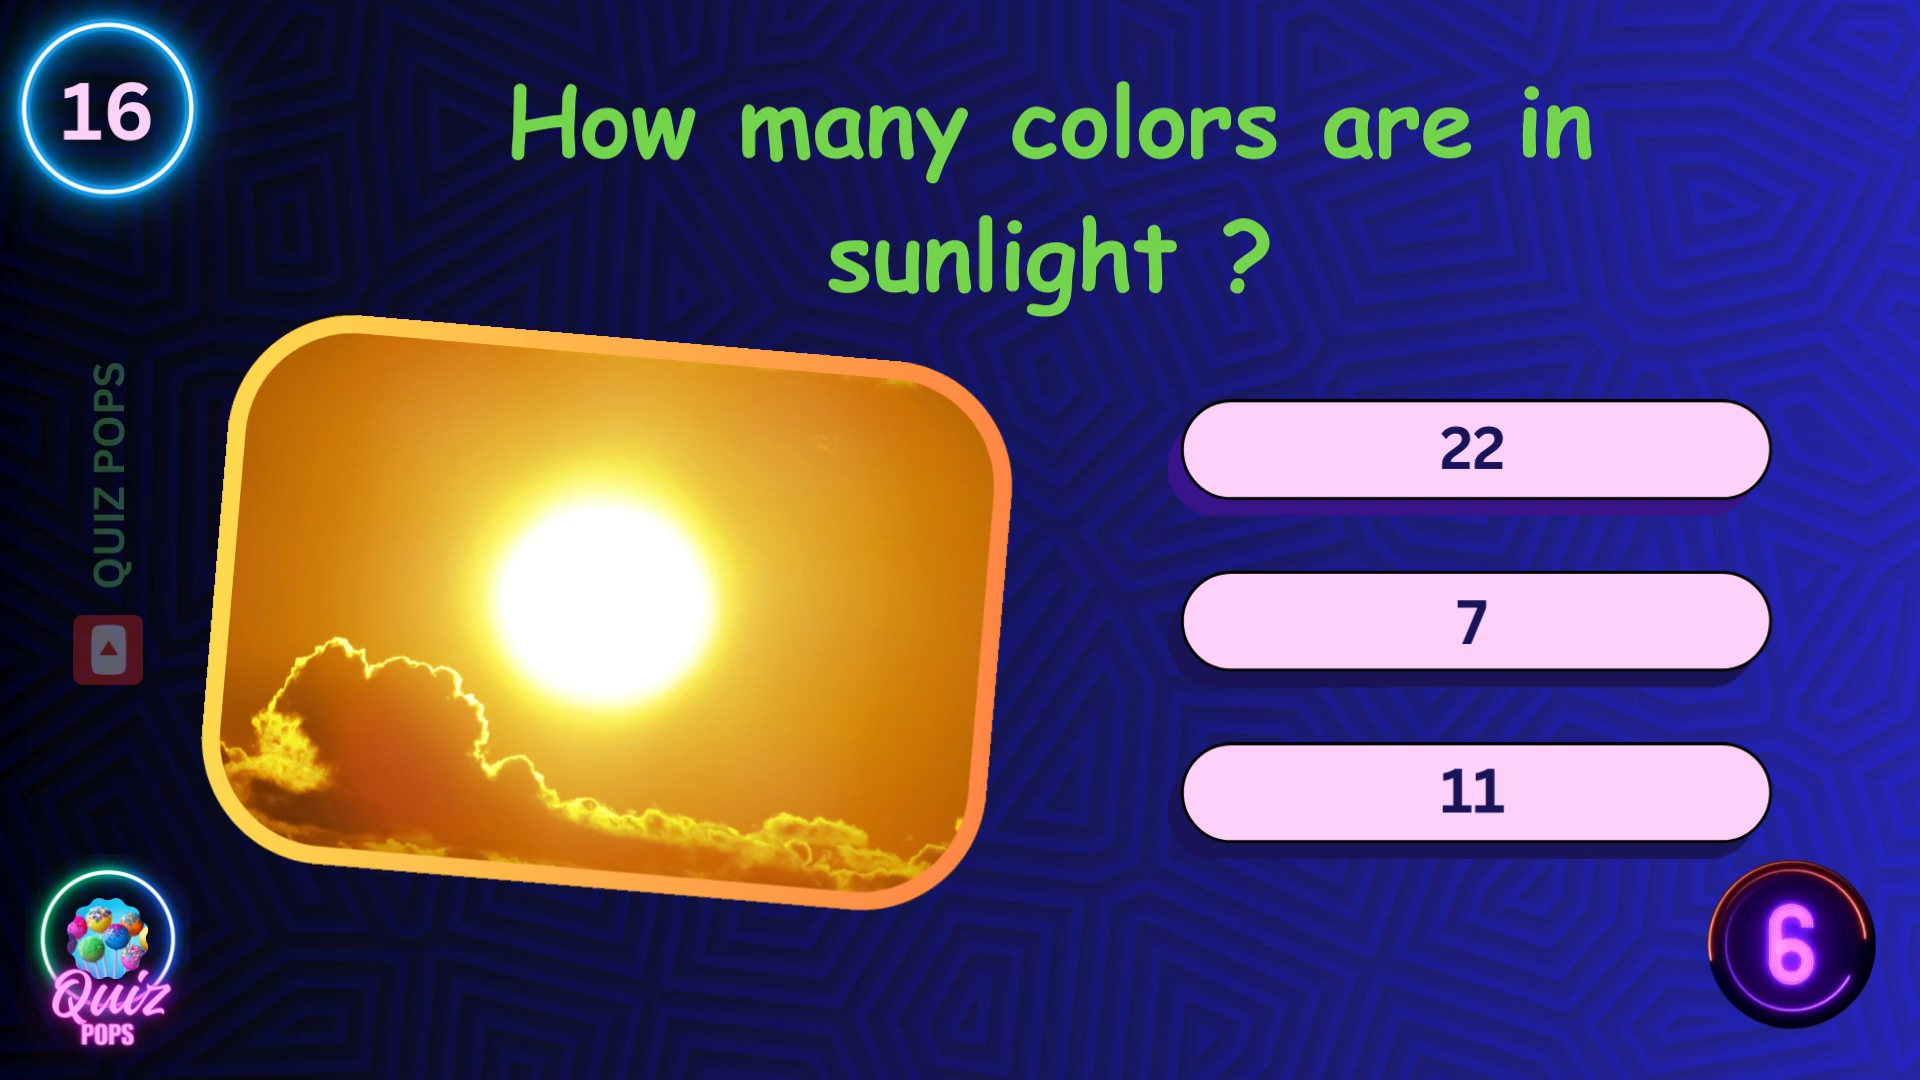 16
How many colors are in
sunlight ?
QUIZ POPS
22
7
11
6
Quiz
POPS